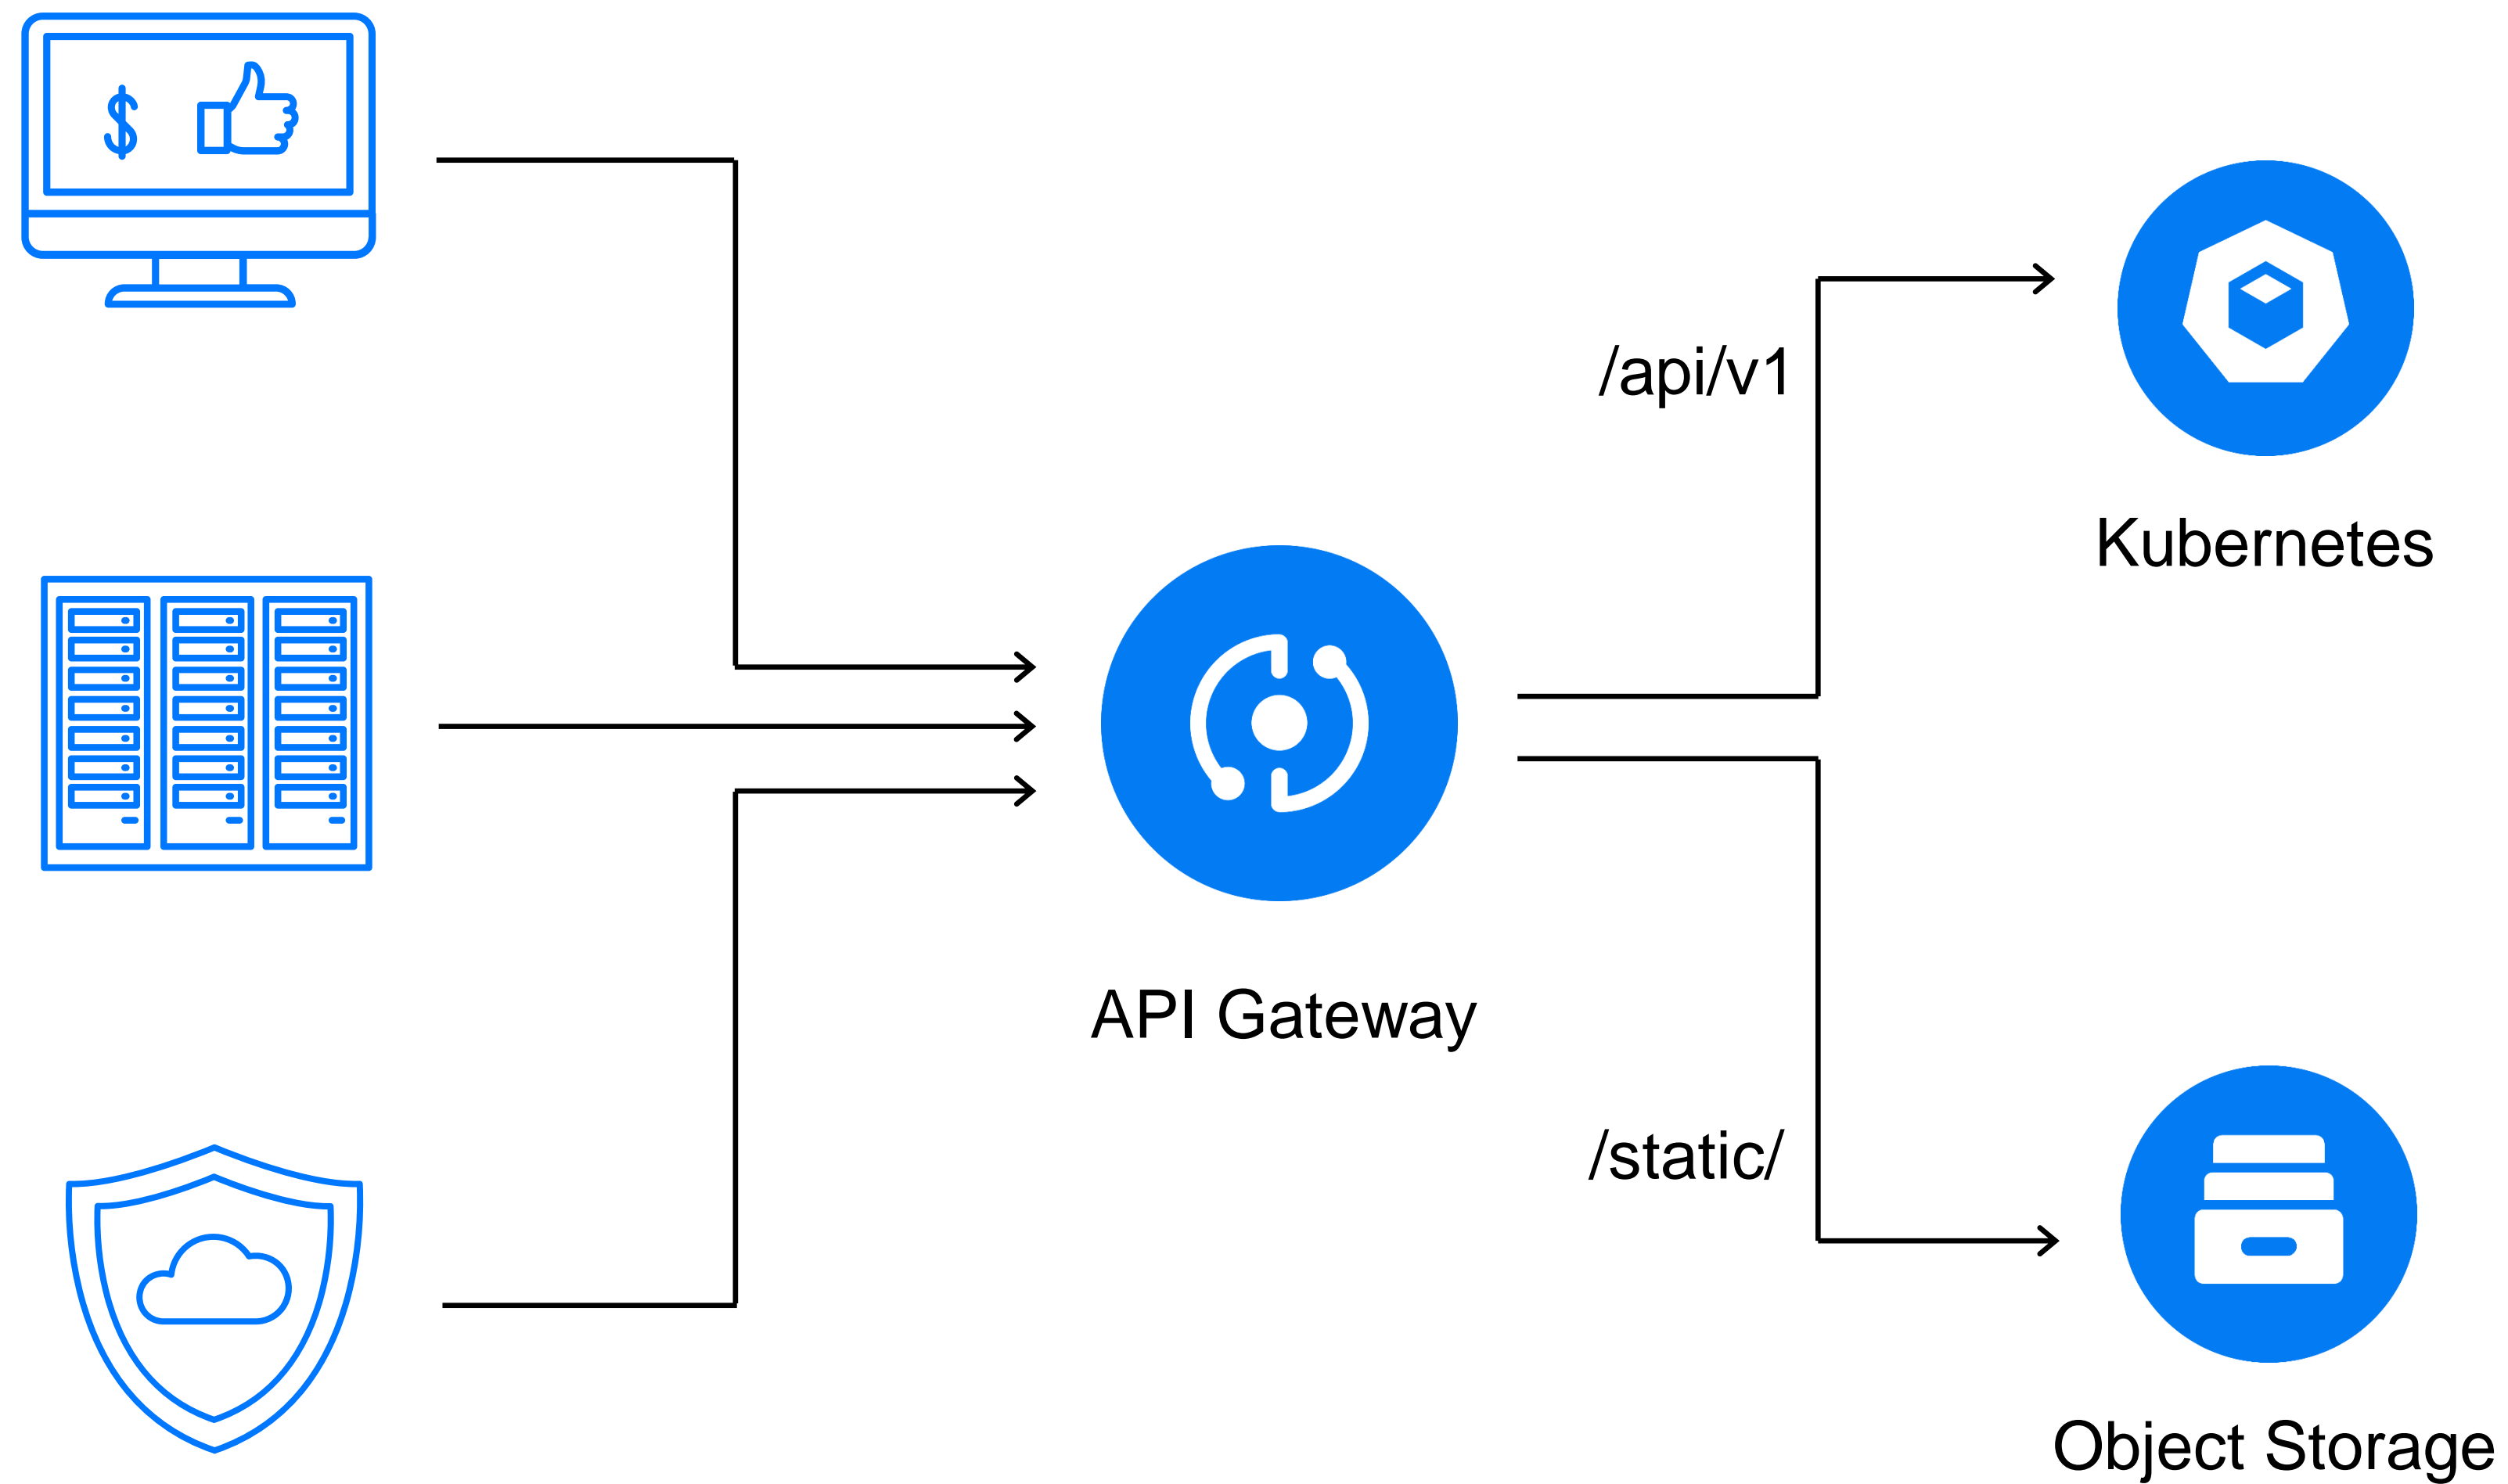 $
/api/v1
Kubernetes
API Gateway
/static/
Object Storage